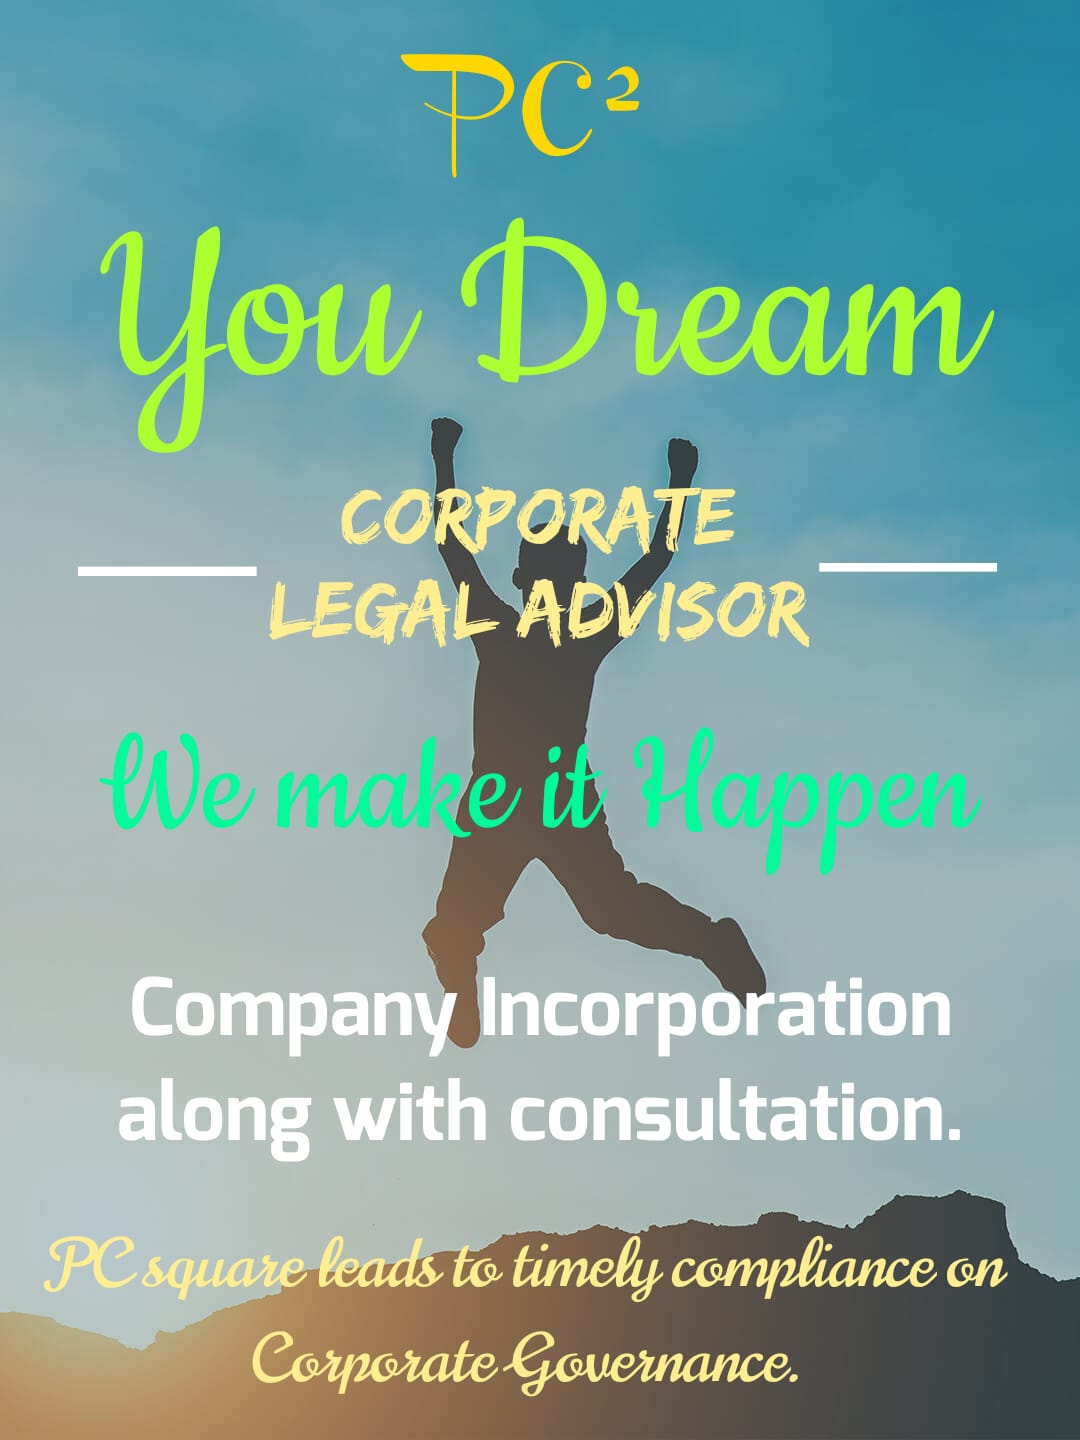 PC²
You Dream
CORPORATE
LEGAL ADVISOR
We make it Happen
Company Incorporation
along with consultation.
PC square leads to timely compliance on
Corporate Governance.